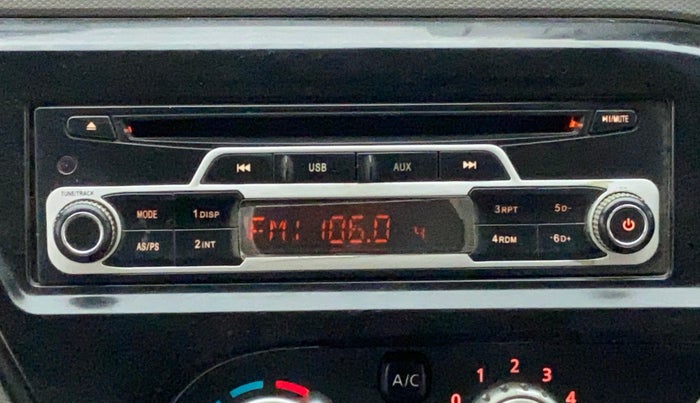 II/MUTE
USB
AUX
TUNE/TRACK
MODE
1 DISP
3 RPT
5 D-
FM1 106.0 4
AS/PS
2 INT
4 RDM
6 D+
A/C
0 1 2 3 4